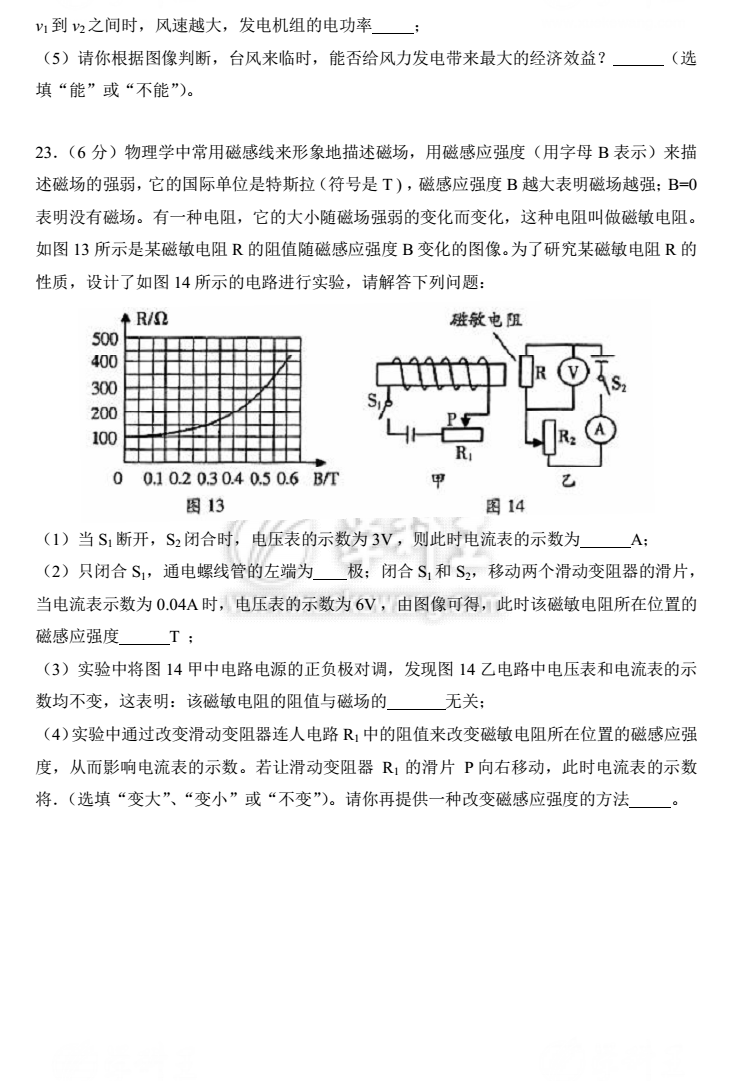 v₁到 v₂之间时，风速越大，发电机组的电功率_____；
（5）请你根据图像判断，台风来临时，能否给风力发电带来最大的经济效益？______（选
填“能”或“不能”）。
23.（6 分）物理学中常用磁感线来形象地描述磁场，用磁感应强度（用字母 B 表示）来描
述磁场的强弱，它的国际单位是特斯拉（符号是 T），磁感应强度 B 越大表明磁场越强；B=0
表明没有磁场。有一种电阻，它的大小随磁场强弱的变化而变化，这种电阻叫做磁敏电阻。
如图 13 所示是某磁敏电阻 R 的阻值随磁感应强度 B 变化的图像。为了研究某磁敏电阻 R 的
性质，设计了如图 14 所示的电路进行实验，请解答下列问题：
R/Ω
500
400
300
200
100
0 0.1 0.2 0.3 0.4 0.5 0.6 B/T
图 13
磁敏电阻
S₁
P
R₁
甲
R
V
S₂
R₂
A
乙
图 14
（1）当 S₁ 断开，S₂ 闭合时，电压表的示数为 3V，则此时电流表的示数为______A；
（2）只闭合 S₁，通电螺线管的左端为____极；闭合 S₁ 和 S₂，移动两个滑动变阻器的滑片，
当电流表示数为 0.04A 时，电压表的示数为 6V，由图像可得，此时该磁敏电阻所在位置的
磁感应强度______T ；
（3）实验中将图 14 甲中电路电源的正负极对调，发现图 14 乙电路中电压表和电流表的示
数均不变，这表明：该磁敏电阻的阻值与磁场的_______无关；
（4）实验中通过改变滑动变阻器连人电路 R₁ 中的阻值来改变磁敏电阻所在位置的磁感应强
度，从而影响电流表的示数。若让滑动变阻器 R₁ 的滑片 P 向右移动，此时电流表的示数
将．（选填“变大”、“变小”或“不变”）。请你再提供一种改变磁感应强度的方法_____。